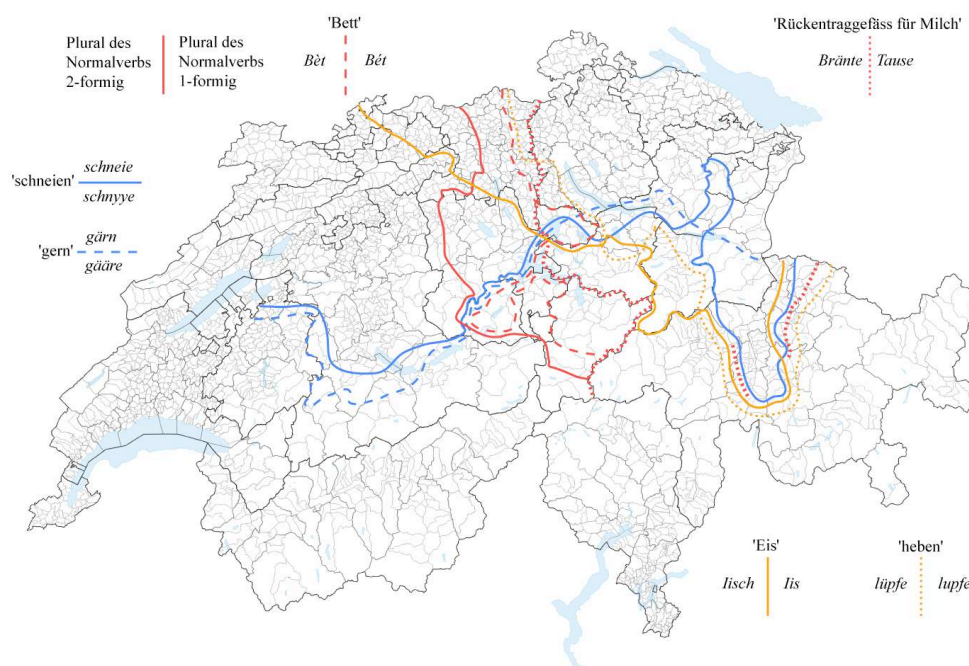 'Bett'
'Rückentraggefäss für Milch'
Plural des
Normalverbs
2-formig
Plural des
Normalverbs
1-formig
Bèt
Bét
Bränte
Tause
schneie
'schneien'
schnyye
gärn
'gern'
gääre
'Eis'
'heben'
Iisch
Iis
lüpfe
lupfe